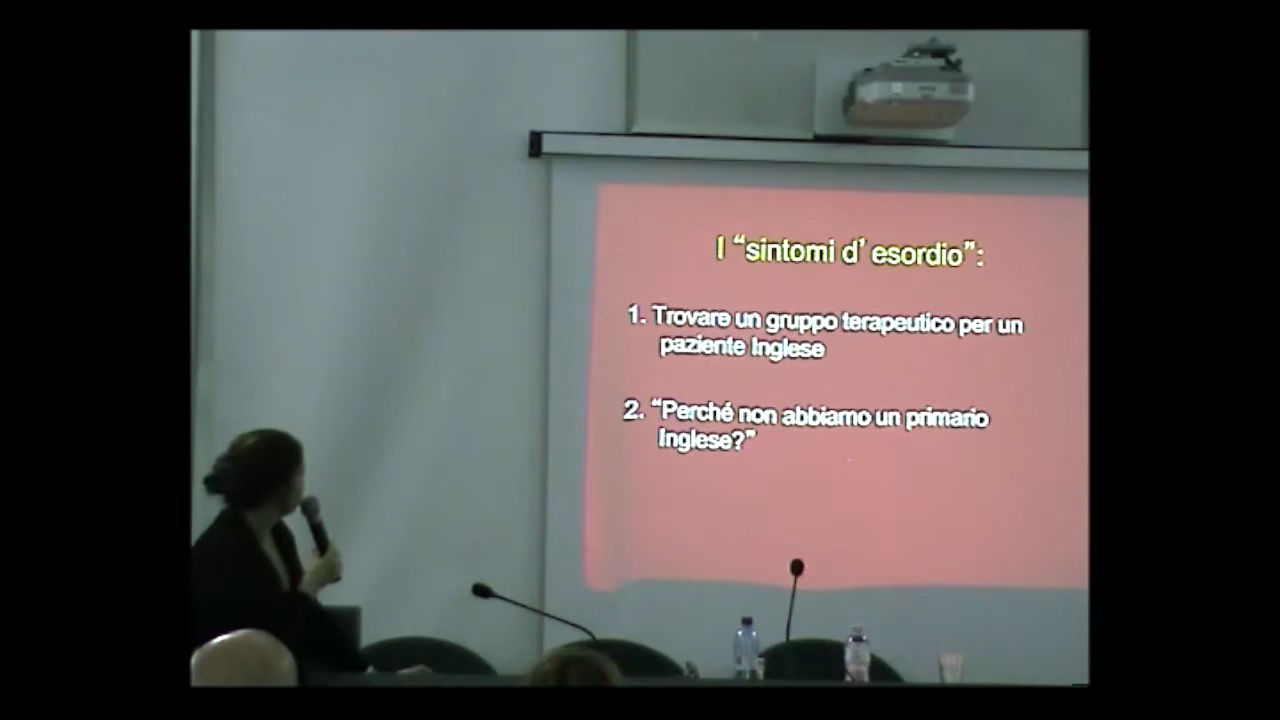 I “sintomi d’ esordio”:
1. Trovare un gruppo terapeutico per un
paziente Inglese
2. “Perché non abbiamo un primario
Inglese?”